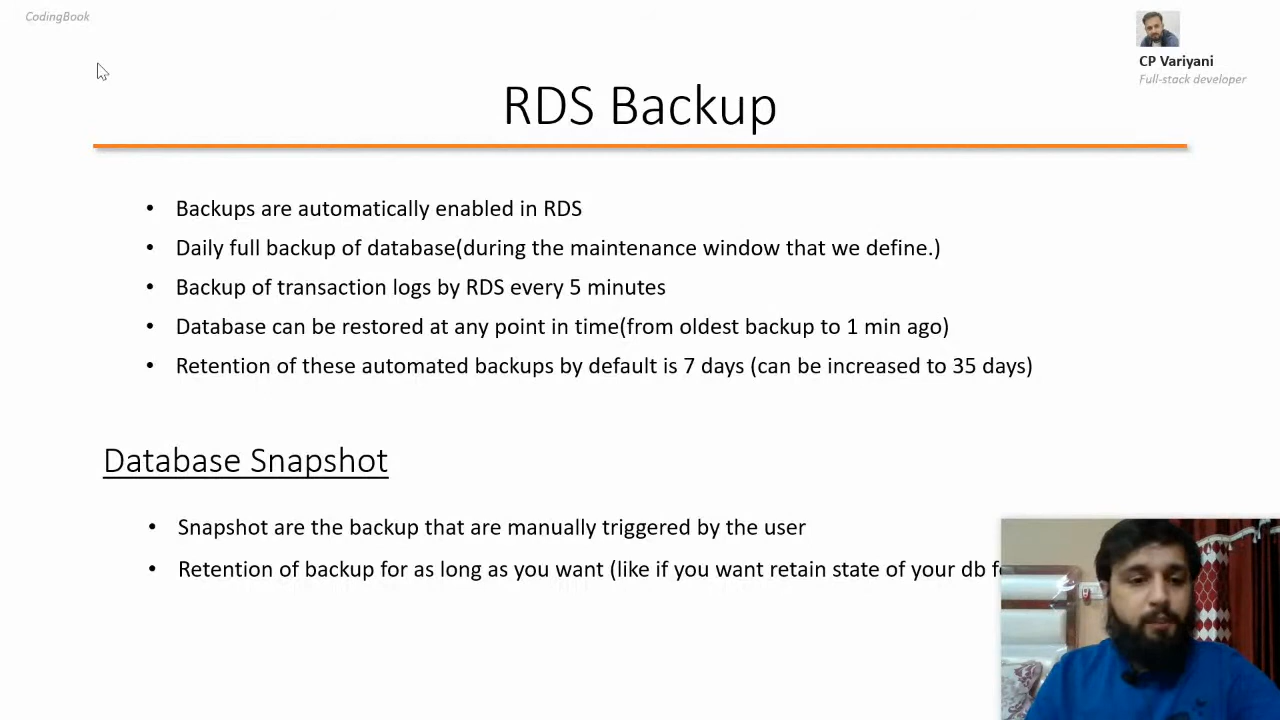 CodingBook
CP Variyani
Full-stack developer
RDS Backup
• Backups are automatically enabled in RDS
• Daily full backup of database(during the maintenance window that we define.)
• Backup of transaction logs by RDS every 5 minutes
• Database can be restored at any point in time(from oldest backup to 1 min ago)
• Retention of these automated backups by default is 7 days (can be increased to 35 days)
Database Snapshot
• Snapshot are the backup that are manually triggered by the user
• Retention of backup for as long as you want (like if you want retain state of your db